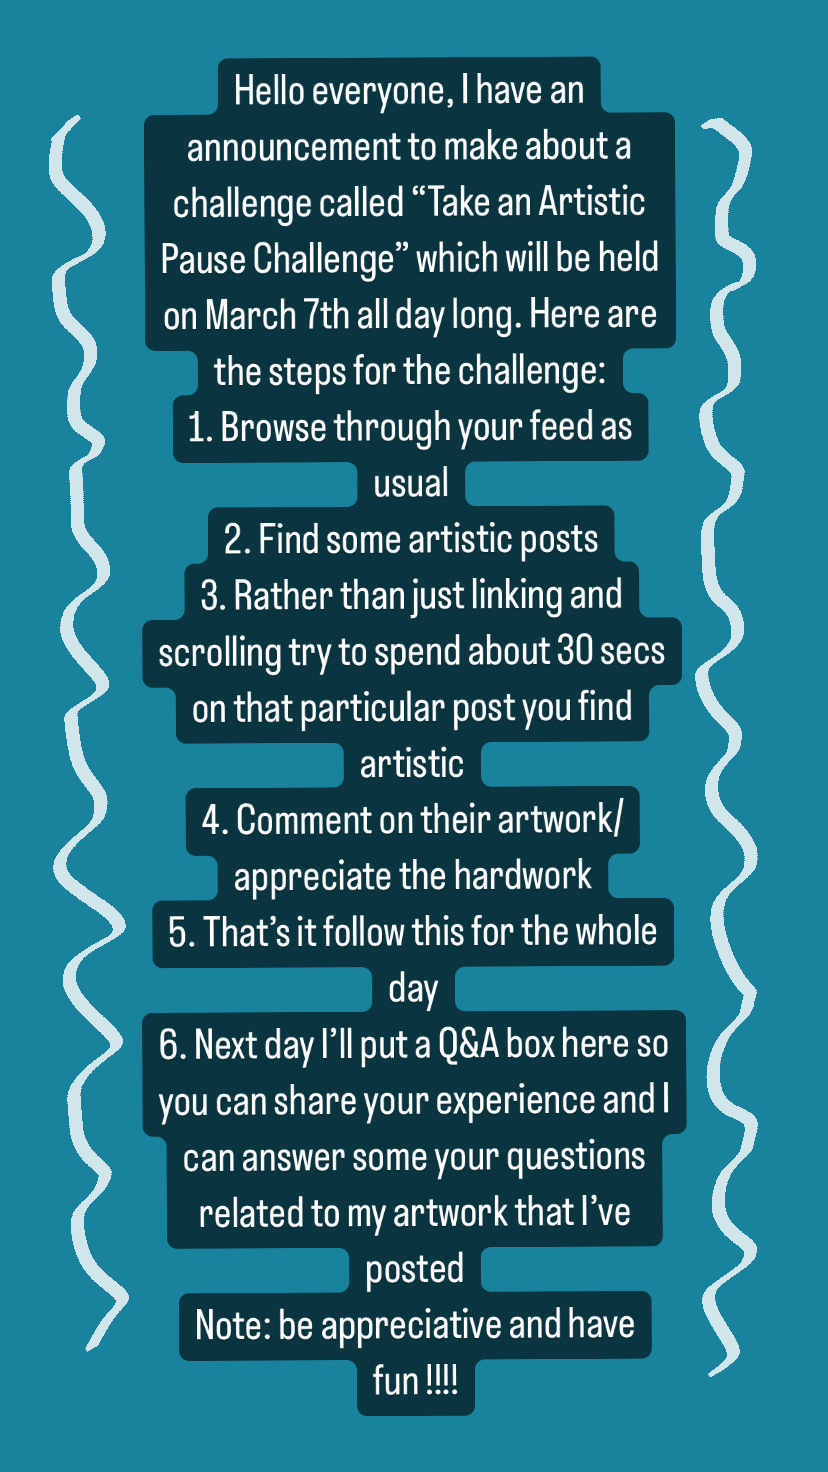 Hello everyone, I have an
announcement to make about a
challenge called “Take an Artistic
Pause Challenge” which will be held
on March 7th all day long. Here are
the steps for the challenge:
1. Browse through your feed as
usual
2. Find some artistic posts
3. Rather than just linking and
scrolling try to spend about 30 secs
on that particular post you find
artistic
4. Comment on their artwork/
appreciate the hardwork
5. That’s it follow this for the whole
day
6. Next day I’ll put a Q&A box here so
you can share your experience and I
can answer some your questions
related to my artwork that I’ve
posted
Note: be appreciative and have
fun !!!!